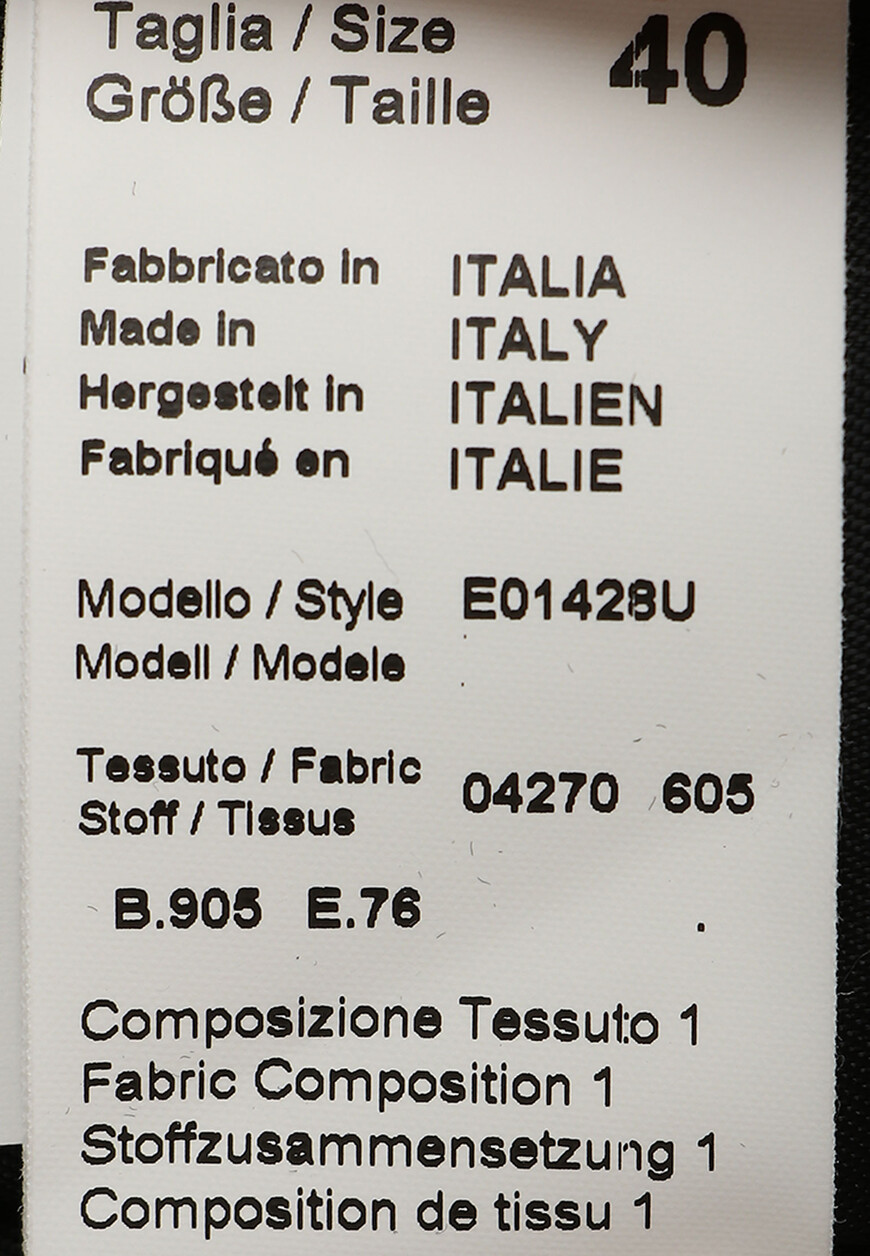 Taglia / Size 40
Größe / Taille
Fabbricato in ITALIA
Made in ITALY
Hergestelt in ITALIEN
Fabriqué en ITALIE
Modello / Style E01428U
Modell / Modele
Tessuto / Fabric 04270 605
Stoff / Tissus
B.905 E.76
Composizione Tessuto 1
Fabric Composition 1
Stoffzusammensetzung 1
Composition de tissu 1